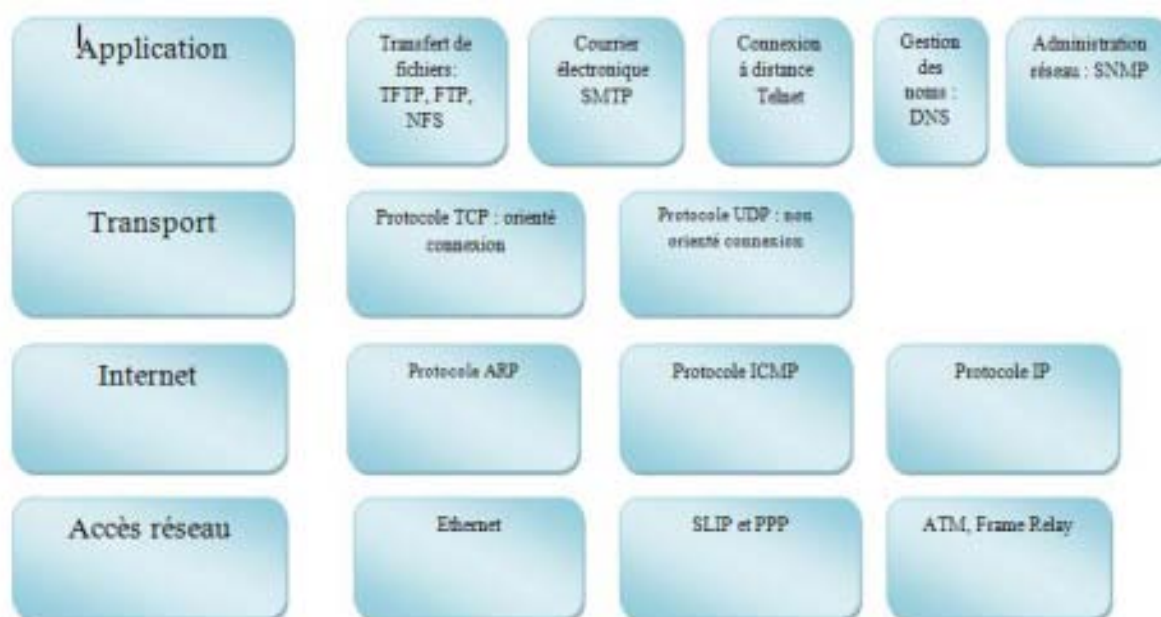 Application
Transfert de
fichiers:
TFTP, FTP,
NFS
Courrier
électronique
SMTP
Connexion
à distance
Telnet
Gestion
des
noms :
DNS
Administration
réseau : SNMP
Transport
Protocole TCP : orienté
connexion
Protocole UDP : non
orienté connexion
Internet
Protocole ARP
Protocole ICMP
Protocole IP
Accès réseau
Ethernet
SLIP et PPP
ATM, Frame Relay